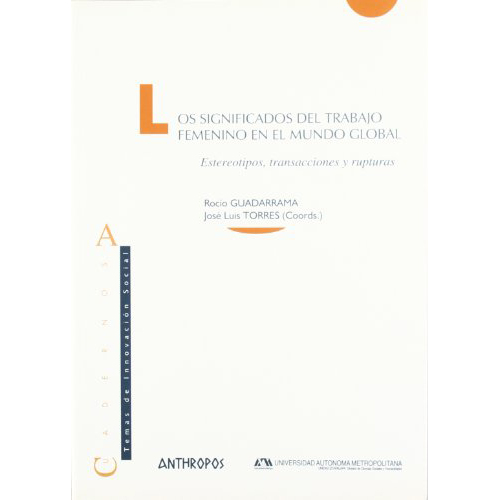 LOS SIGNIFICADOS DEL TRABAJO
FEMENINO EN EL MUNDO GLOBAL
Estereotipos, transacciones y rupturas
Rocío GUADARRAMA
José Luis TORRES (Coords.)
CUADERNOS A
Temas de Innovación Social
ANTHROPOS
UNIVERSIDAD AUTONOMA METROPOLITANA